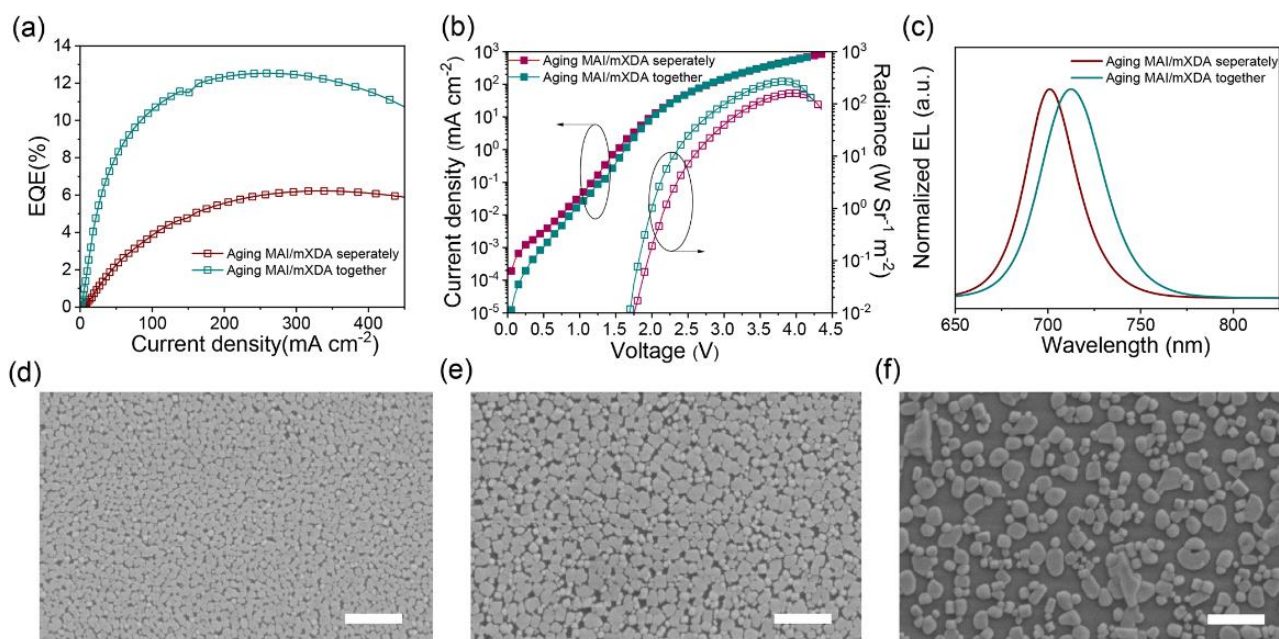 (a)
14
12
10
8
6
4
2
0
EQE(%)
Aging MAI/mXDA seperately
Aging MAI/mXDA together
0 100 200 300 400
Current density(mA cm-2)
(b)
10³
10²
10¹
10⁰
10⁻¹
10⁻²
10⁻³
10⁻⁴
10⁻⁵
Current density (mA cm⁻²)
Aging MAI/mXDA seperately
Aging MAI/mXDA together
10³
10²
10¹
10⁰
10⁻¹
10⁻²
Radiance (W Sr⁻¹ m⁻²)
0.0 0.5 1.0 1.5 2.0 2.5 3.0 3.5 4.0 4.5
Voltage (V)
(c)
Normalized EL (a.u.)
Aging MAI/mXDA seperately
Aging MAI/mXDA together
650 700 750 800
Wavelength (nm)
(d)
(e)
(f)